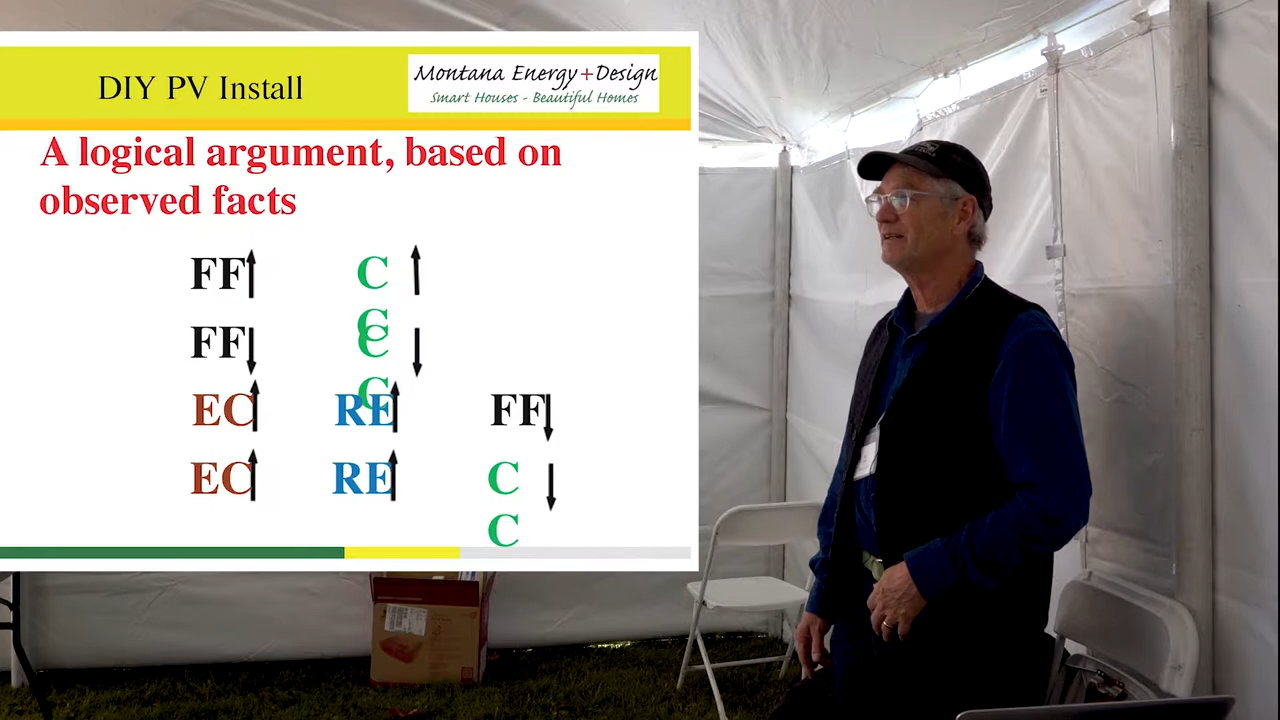 DIY PV Install
Montana Energy+Design
Smart Houses - Beautiful Homes
A logical argument, based on
observed facts
FF C
C
FF C
C
EC RE FF
EC RE C
C